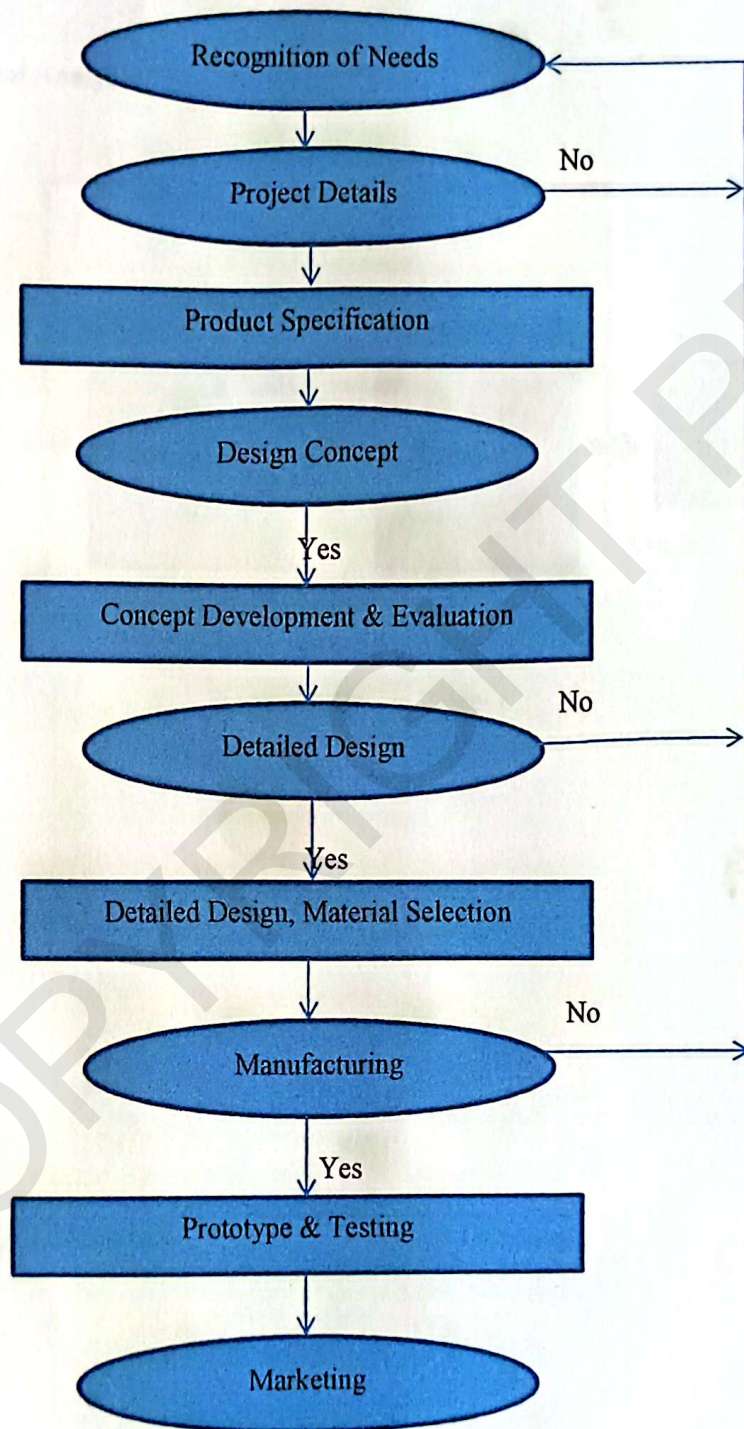 Recognition of Needs
No
Project Details
Product Specification
Design Concept
Yes
Concept Development & Evaluation
No
Detailed Design
Yes
Detailed Design, Material Selection
No
Manufacturing
Yes
Prototype & Testing
Marketing